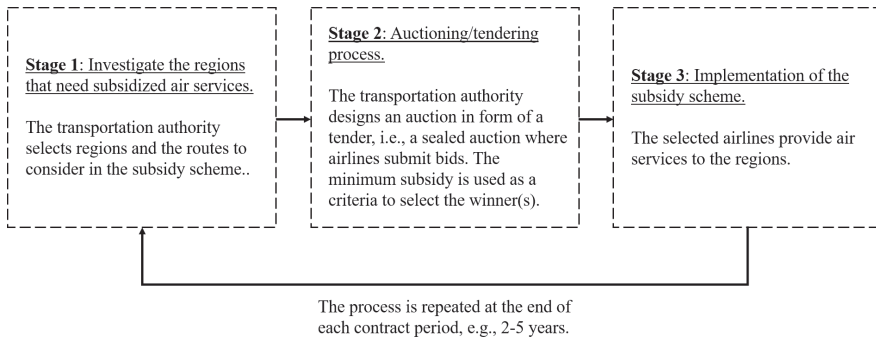 Stage 1: Investigate the regions
that need subsidized air services.
The transportation authority
selects regions and the routes to
consider in the subsidy scheme..
Stage 2: Auctioning/tendering
process.
The transportation authority
designs an auction in form of a
tender, i.e., a sealed auction where
airlines submit bids. The
minimum subsidy is used as a
criteria to select the winner(s).
Stage 3: Implementation of the
subsidy scheme.
The selected airlines provide air
services to the regions.
The process is repeated at the end of
each contract period, e.g., 2-5 years.